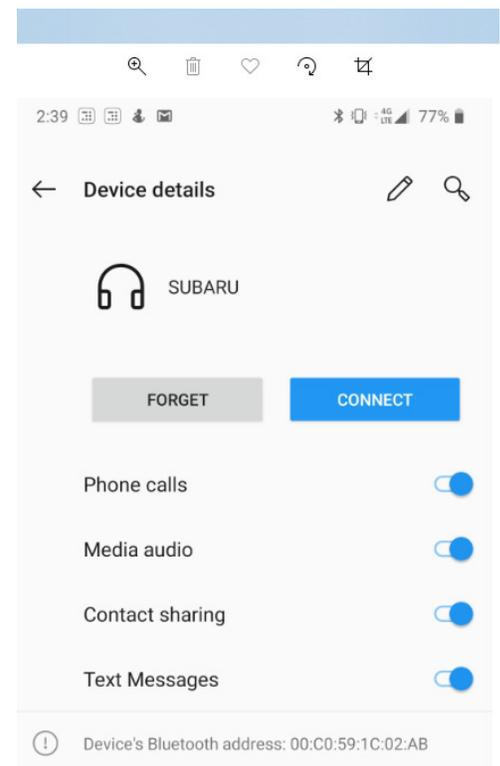 2:39 4G LTE 77%
Device details
SUBARU
FORGET CONNECT
Phone calls
Media audio
Contact sharing
Text Messages
Device's Bluetooth address: 00:C0:59:1C:02:AB